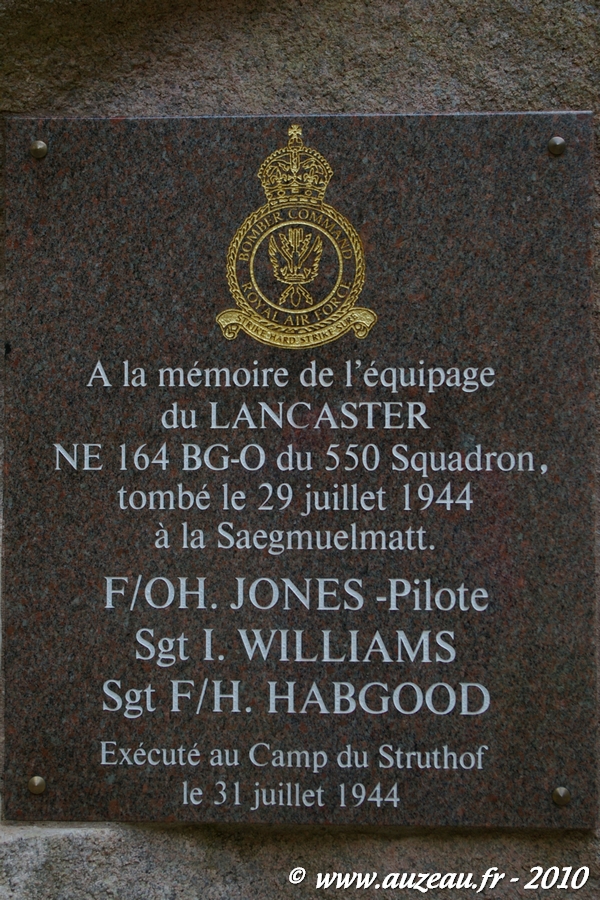 BOMBER COMMAND
ROYAL AIR FORCE
STRIKE HARD STRIKE SURE
A la mémoire de l'équipage
du LANCASTER
NE 164 BG-O du 550 Squadron,
tombé le 29 juillet 1944
à la Saegmuelmatt.
F/OH. JONES -Pilote
Sgt I. WILLIAMS
Sgt F/H. HABGOOD
Exécuté au Camp du Struthof
le 31 juillet 1944
© www.auzeau.fr - 2010